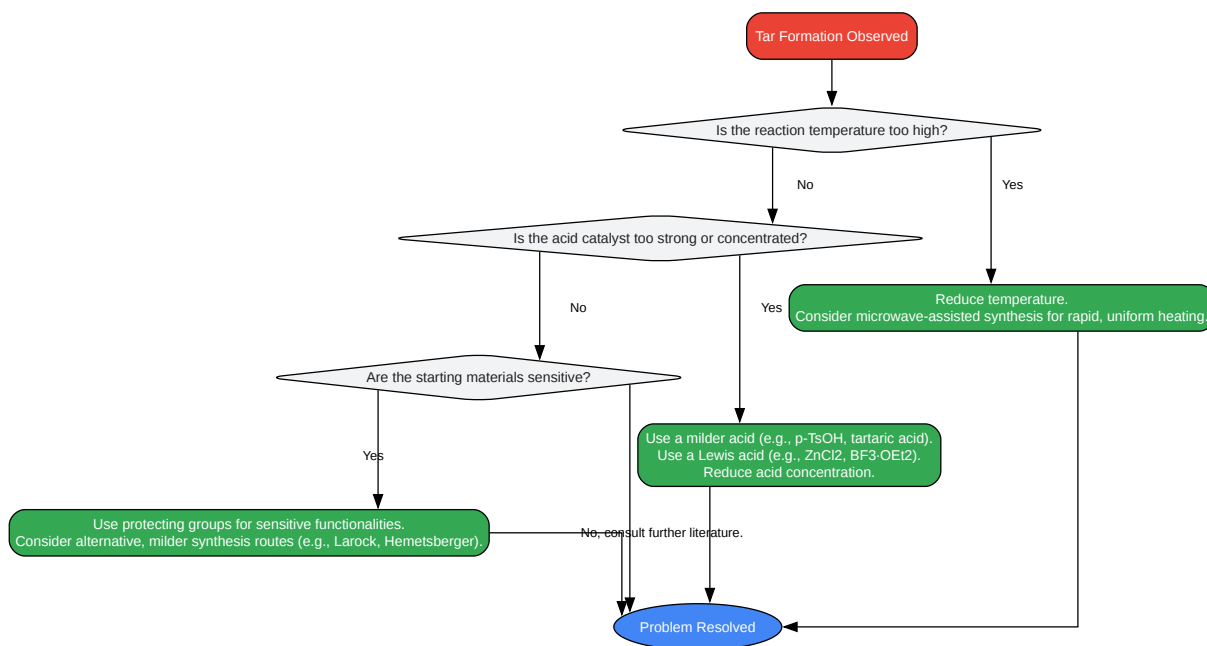 Tar Formation Observed
Is the reaction temperature too high?
No
Yes
Is the acid catalyst too strong or concentrated?
Reduce temperature.
Consider microwave-assisted synthesis for rapid, uniform heating.
No
Yes
Are the starting materials sensitive?
Use a milder acid (e.g., p-TsOH, tartaric acid).
Use a Lewis acid (e.g., ZnCl2, BF3·OEt2).
Reduce acid concentration.
Yes
Use protecting groups for sensitive functionalities.
Consider alternative, milder synthesis routes (e.g., Larock, Hemetsberger).
No, consult further literature.
Problem Resolved